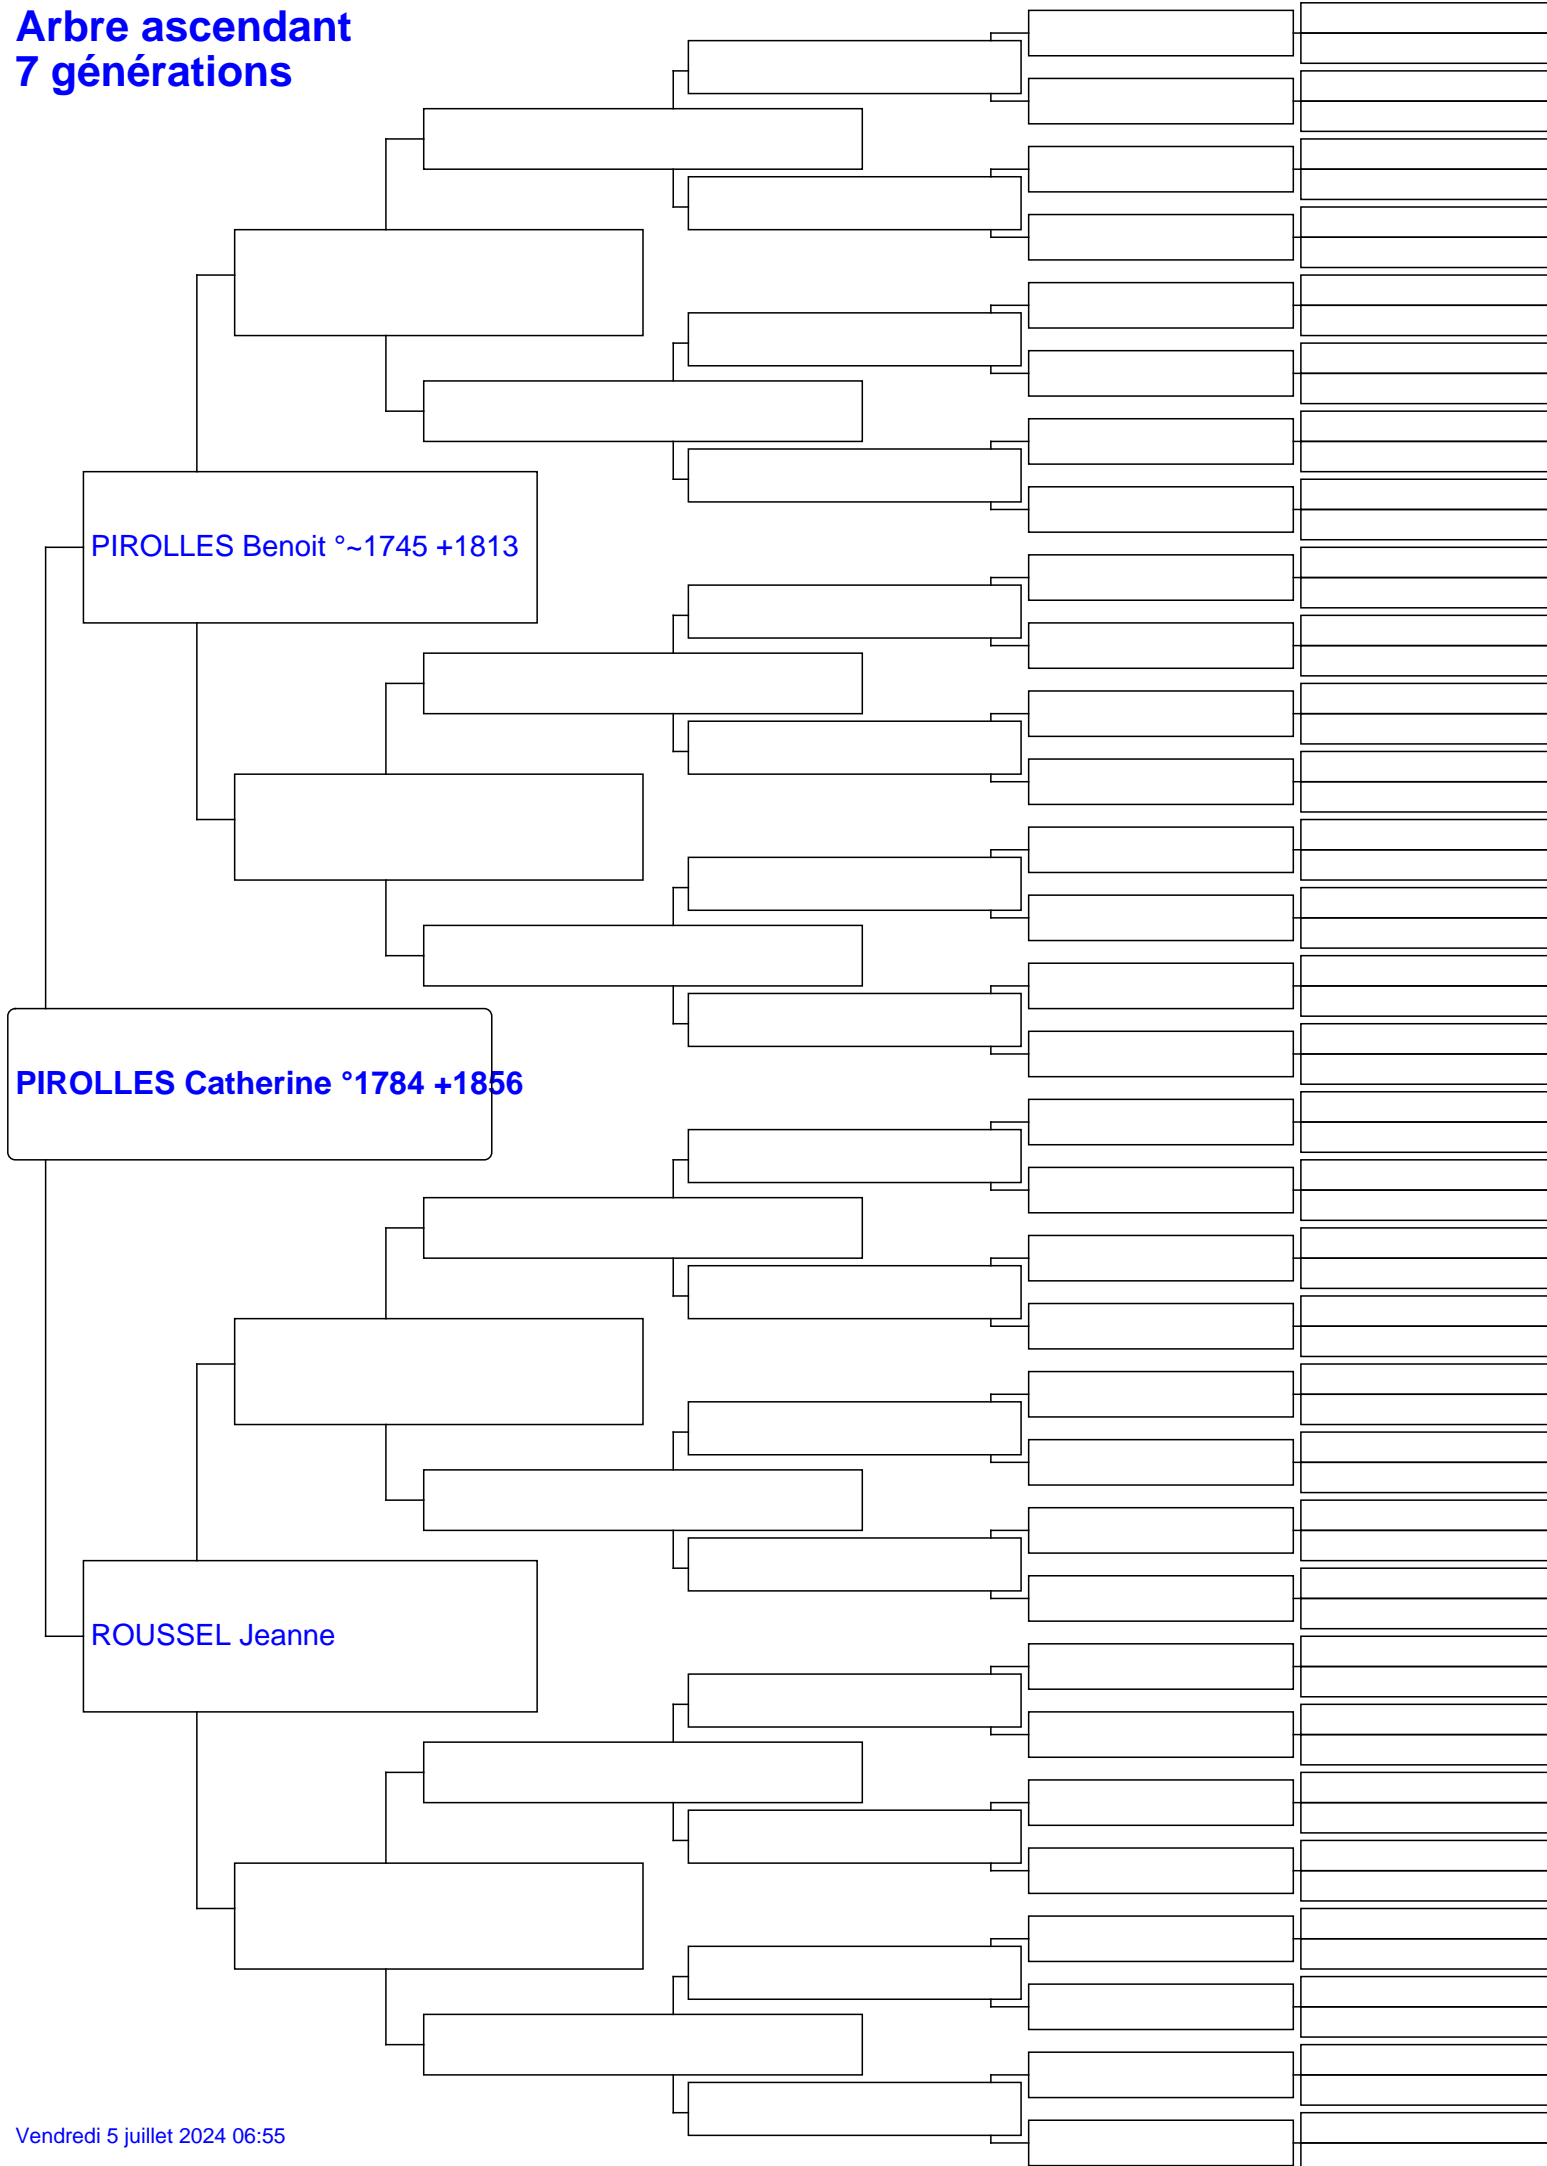 Arbre ascendant
7 générations
PIROLLES Benoit °~1745 +1813
PIROLLES Catherine °1784 +1856
ROUSSEL Jeanne
Vendredi 5 juillet 2024 06:55